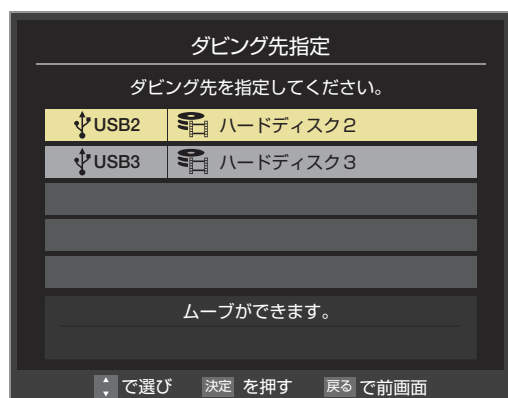 ダビング先指定
ダビング先を指定してください。
USB2 ハードディスク2
USB3 ハードディスク3
ムーブができます。
で選び 決定 を押す 戻る で前画面